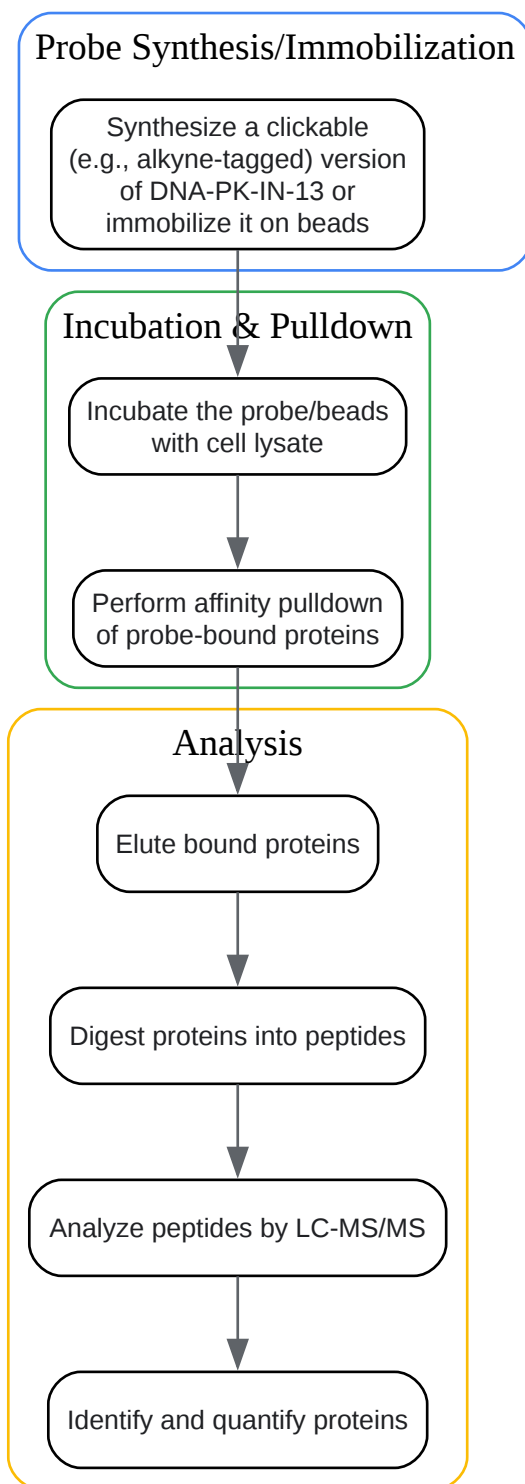 Probe Synthesis/Immobilization
Synthesize a clickable
(e.g., alkyne-tagged) version
of DNA-PK-IN-13 or
immobilize it on beads
Incubation & Pulldown
Incubate the probe/beads
with cell lysate
Perform affinity pulldown
of probe-bound proteins
Analysis
Elute bound proteins
Digest proteins into peptides
Analyze peptides by LC-MS/MS
Identify and quantify proteins